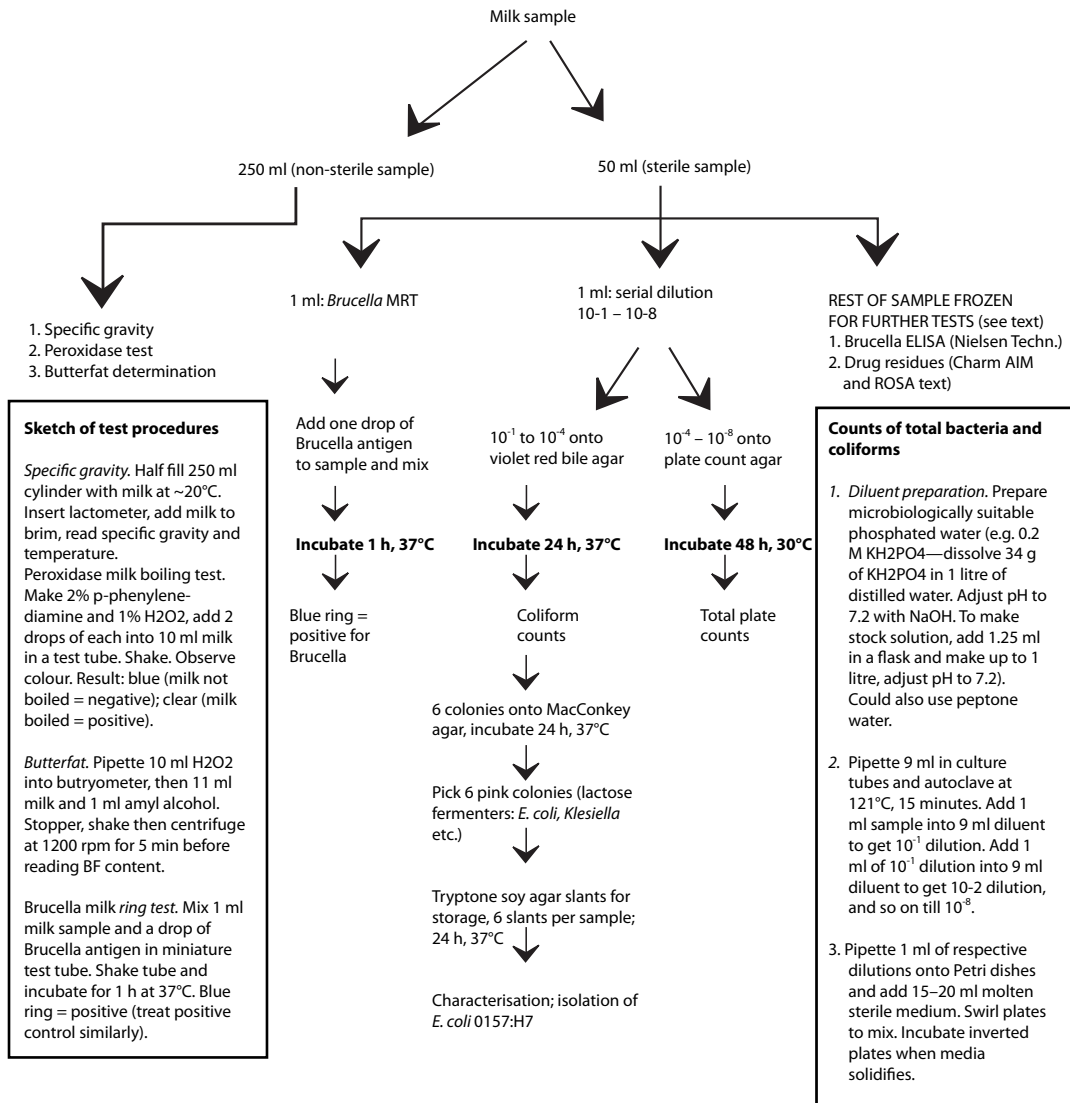 Milk sample
250 ml (non-sterile sample)
50 ml (sterile sample)
1. Specific gravity
2. Peroxidase test
3. Butterfat determination
1 ml: Brucella MRT
1 ml: serial dilution
10-1 – 10-8
REST OF SAMPLE FROZEN
FOR FURTHER TESTS (see text)
1. Brucella ELISA (Nielsen Techn.)
2. Drug residues (Charm AIM
and ROSA text)
Add one drop of
Brucella antigen
to sample and mix
Incubate 1 h, 37°C
Blue ring =
positive for
Brucella
10⁻¹ to 10⁻⁴ onto
violet red bile agar
Incubate 24 h, 37°C
Coliform
counts
6 colonies onto MacConkey
agar, incubate 24 h, 37°C
Pick 6 pink colonies (lactose
fermenters: E. coli, Klesiella
etc.)
Tryptone soy agar slants for
storage, 6 slants per sample;
24 h, 37°C
Characterisation; isolation of
E. coli 0157:H7
10⁻⁴ – 10⁻⁸ onto
plate count agar
Incubate 48 h, 30°C
Total plate
counts
Sketch of test procedures
Specific gravity. Half fill 250 ml
cylinder with milk at ~20°C.
Insert lactometer, add milk to
brim, read specific gravity and
temperature.
Peroxidase milk boiling test.
Make 2% p-phenylene-
diamine and 1% H2O2, add 2
drops of each into 10 ml milk
in a test tube. Shake. Observe
colour. Result: blue (milk not
boiled = negative); clear (milk
boiled = positive).
Butterfat. Pipette 10 ml H2O2
into butryometer, then 11 ml
milk and 1 ml amyl alcohol.
Stopper, shake then centrifuge
at 1200 rpm for 5 min before
reading BF content.
Brucella milk ring test. Mix 1 ml
milk sample and a drop of
Brucella antigen in miniature
test tube. Shake tube and
incubate for 1 h at 37°C. Blue
ring = positive (treat positive
control similarly).
Counts of total bacteria and
coliforms
1. Diluent preparation. Prepare
microbiologically suitable
phosphated water (e.g. 0.2
M KH2PO4—dissolve 34 g
of KH2PO4 in 1 litre of
distilled water. Adjust pH to
7.2 with NaOH. To make
stock solution, add 1.25 ml
in a flask and make up to 1
litre, adjust pH to 7.2).
Could also use peptone
water.
2. Pipette 9 ml in culture
tubes and autoclave at
121°C, 15 minutes. Add 1
ml sample into 9 ml diluent
to get 10⁻¹ dilution. Add 1
ml of 10⁻¹ dilution into 9 ml
diluent to get 10-2 dilution,
and so on till 10⁻⁸.
3. Pipette 1 ml of respective
dilutions onto Petri dishes
and add 15–20 ml molten
sterile medium. Swirl plates
to mix. Incubate inverted
plates when media
solidifies.